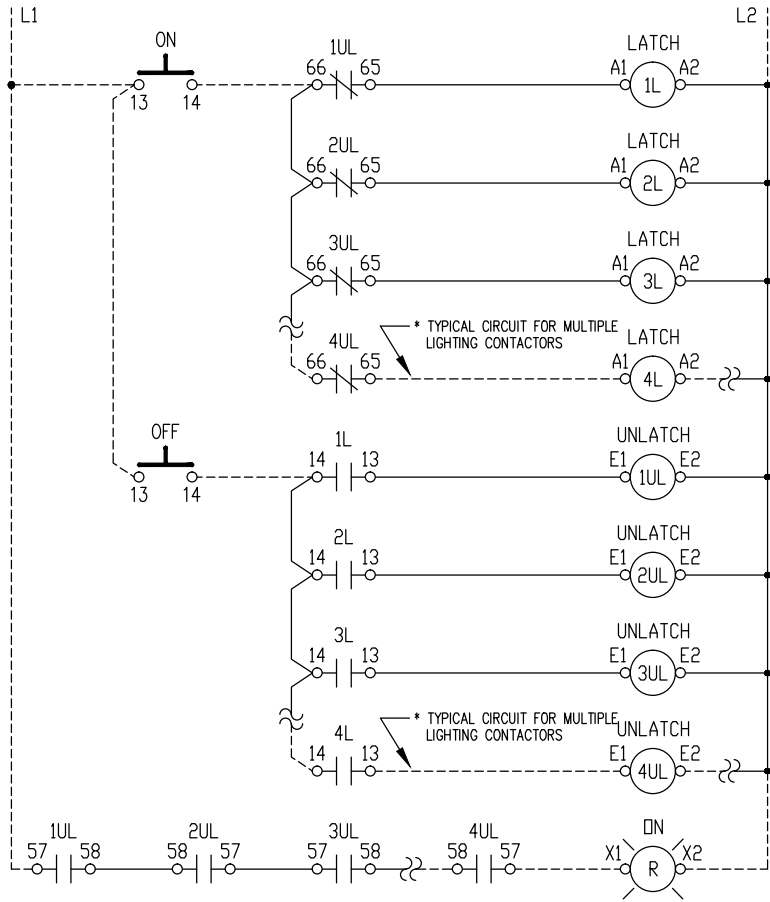 L1 L2
ON 1UL LATCH
66 65 A1 A2
1L
13 14
2UL LATCH
66 65 A1 A2
2L
3UL LATCH
66 65 A1 A2
3L
* TYPICAL CIRCUIT FOR MULTIPLE
LIGHTING CONTACTORS
4UL LATCH
66 65 A1 A2
4L
OFF 1L UNLATCH
14 13 E1 E2
1UL
13 14
2L UNLATCH
14 13 E1 E2
2UL
3L UNLATCH
14 13 E1 E2
3UL
* TYPICAL CIRCUIT FOR MULTIPLE
LIGHTING CONTACTORS
4L UNLATCH
14 13 E1 E2
4UL
1UL 2UL 3UL 4UL ON
57 58 58 57 57 58 58 57 X1 X2
R